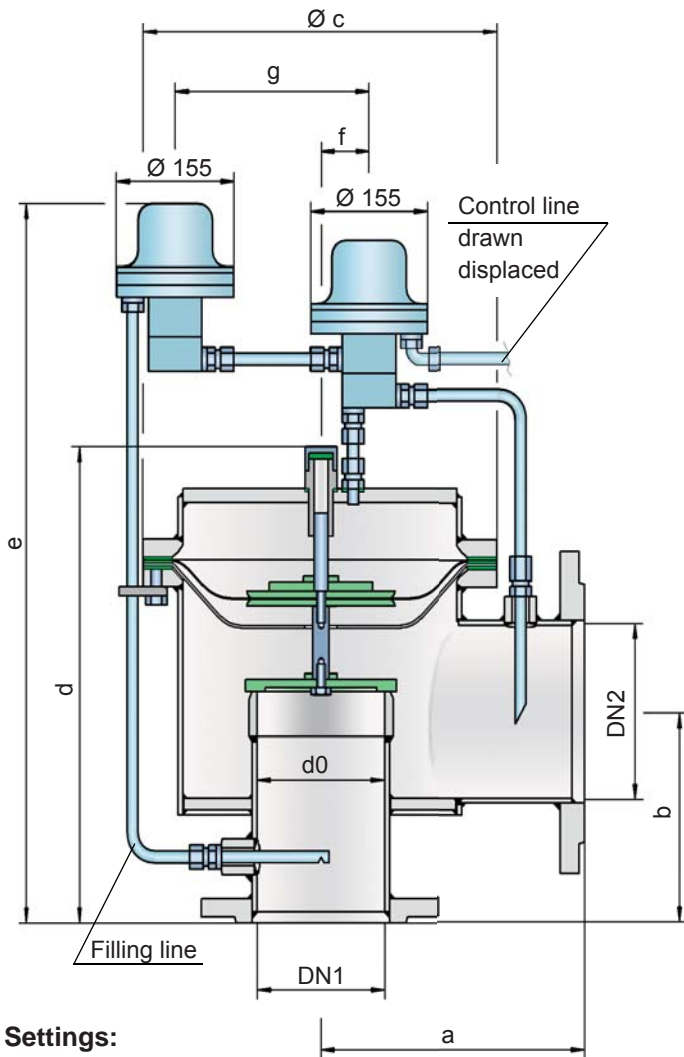 Ø c
g
f
Ø 155
Ø 155
Control line
drawn
displaced
e
d
d0
DN2
b
Filling line
DN1
a
Settings: